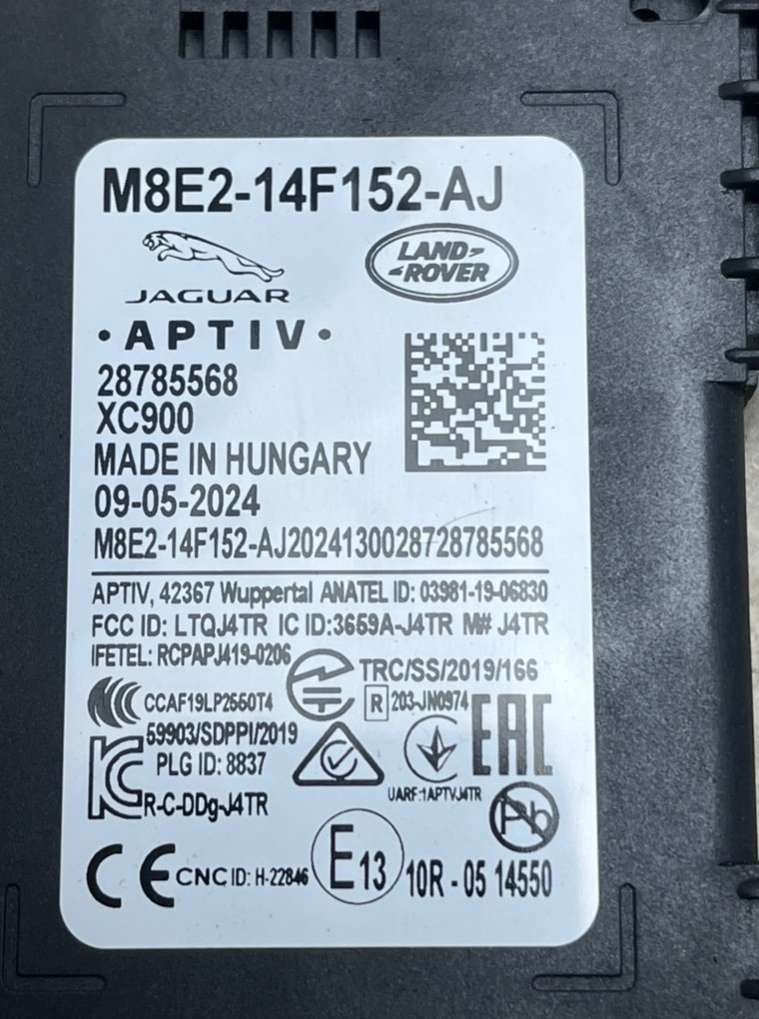 M8E2-14F152-AJ
JAGUAR
LAND-
-ROVER
• APTIV •
28785568
XC900
MADE IN HUNGARY
09-05-2024
M8E2-14F152-AJ2024130028728785568
APTIV, 42367 Wuppertal ANATEL ID: 03981-19-06830
FCC ID: LTQJ4TR IC ID:3659A-J4TR M# J4TR
IFETEL: RCPAPJ419-0206
TRC/SS/2019/166
CCAF19LP2550T4
R 203-JN0974
EAC
59903/SDPPI/2019
PLG ID: 8837
UARF:1APTVJ4TR
R-C-DDg-J4TR
Pb
CE CNC ID: H-22846 E13 10R - 05 14550